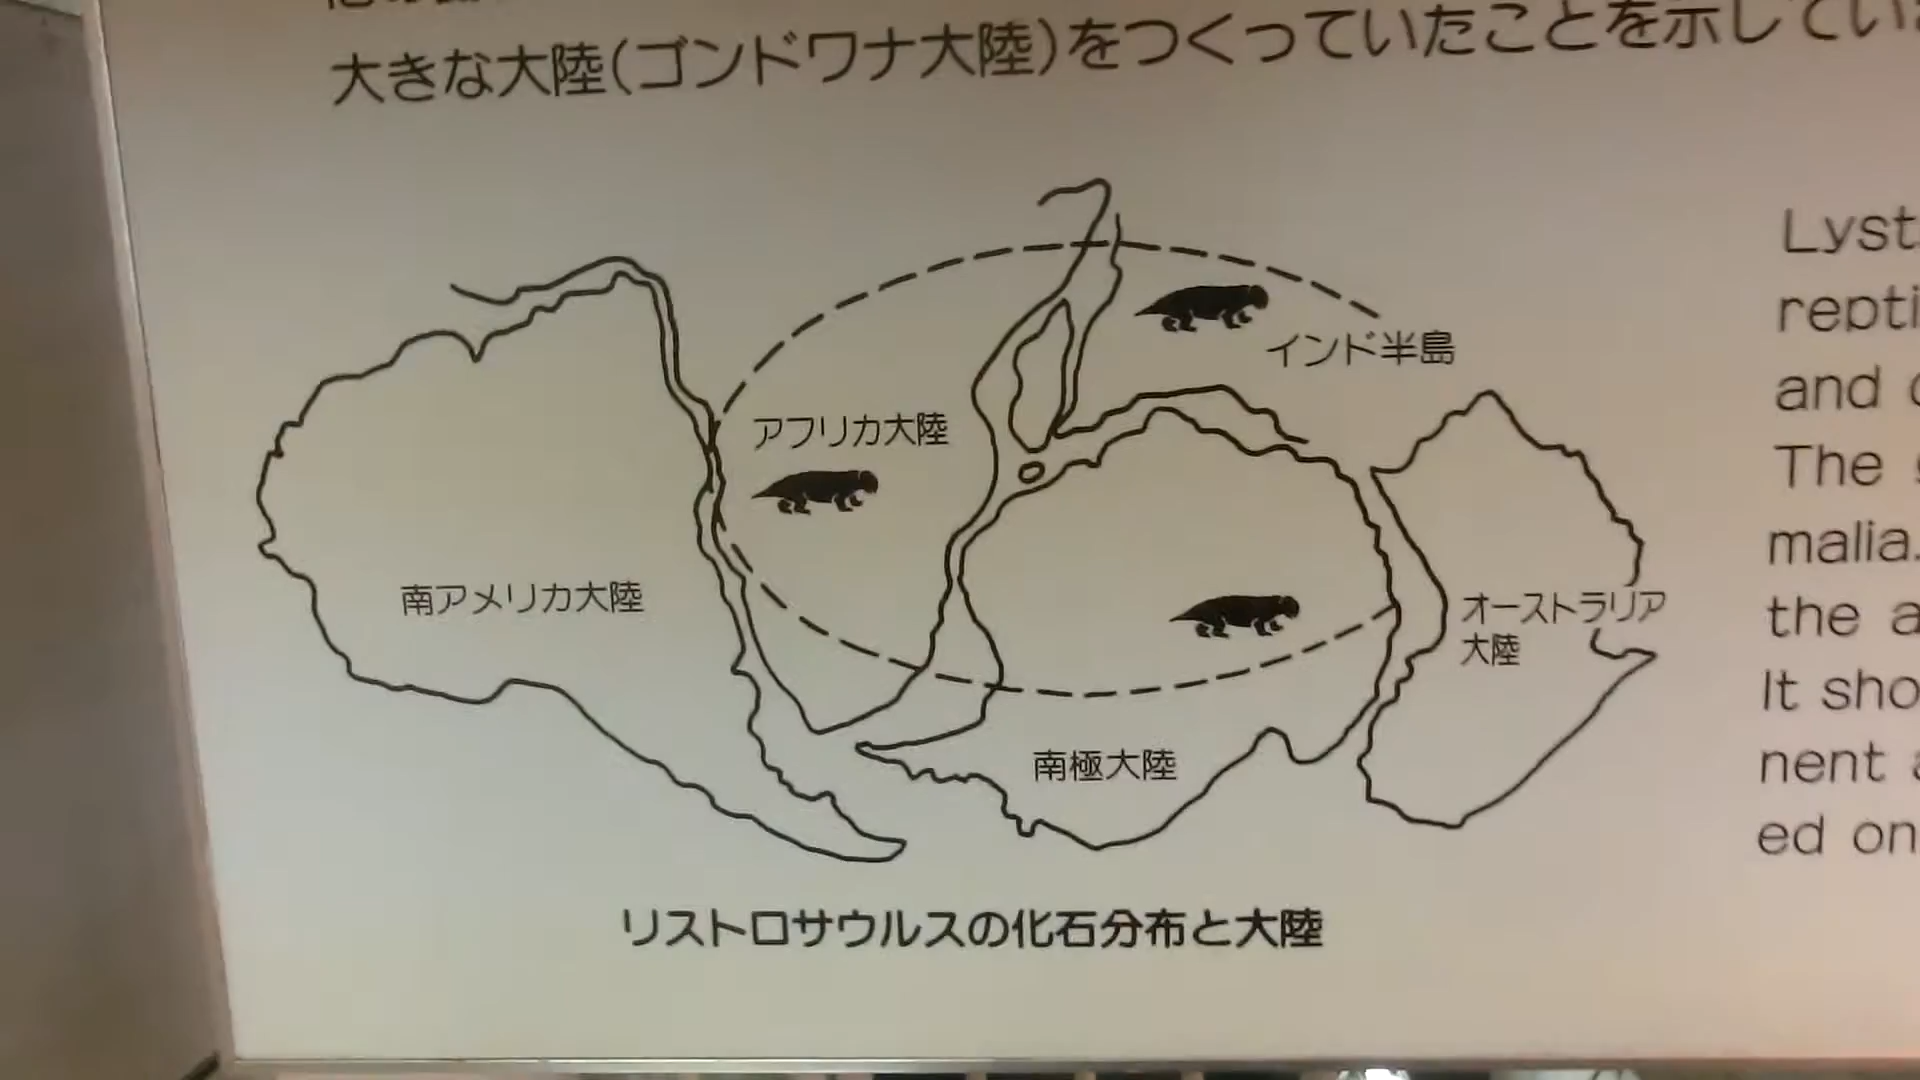 大きな大陸(ゴンドワナ大陸)をつくっていたことを示してい
インド半島
アフリカ大陸
南アメリカ大陸
オーストラリア
大陸
南極大陸
リストロサウルスの化石分布と大陸
Lyst
repti
and
The
malia.
the a
It sho
nent a
ed on